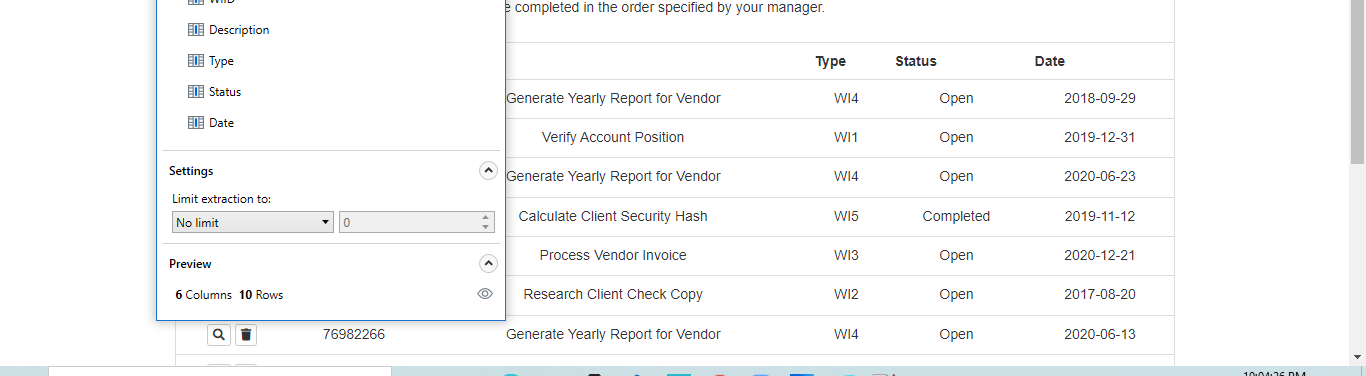 WIID
Description
Type
Status
Date
Settings
Limit extraction to:
No limit 0
Preview
6 Columns 10 Rows
e completed in the order specified by your manager.
Type Status Date
Generate Yearly Report for Vendor WI4 Open 2018-09-29
Verify Account Position WI1 Open 2019-12-31
Generate Yearly Report for Vendor WI4 Open 2020-06-23
Calculate Client Security Hash WI5 Completed 2019-11-12
Process Vendor Invoice WI3 Open 2020-12-21
Research Client Check Copy WI2 Open 2017-08-20
76982266 Generate Yearly Report for Vendor WI4 Open 2020-06-13
10:04:26 PM